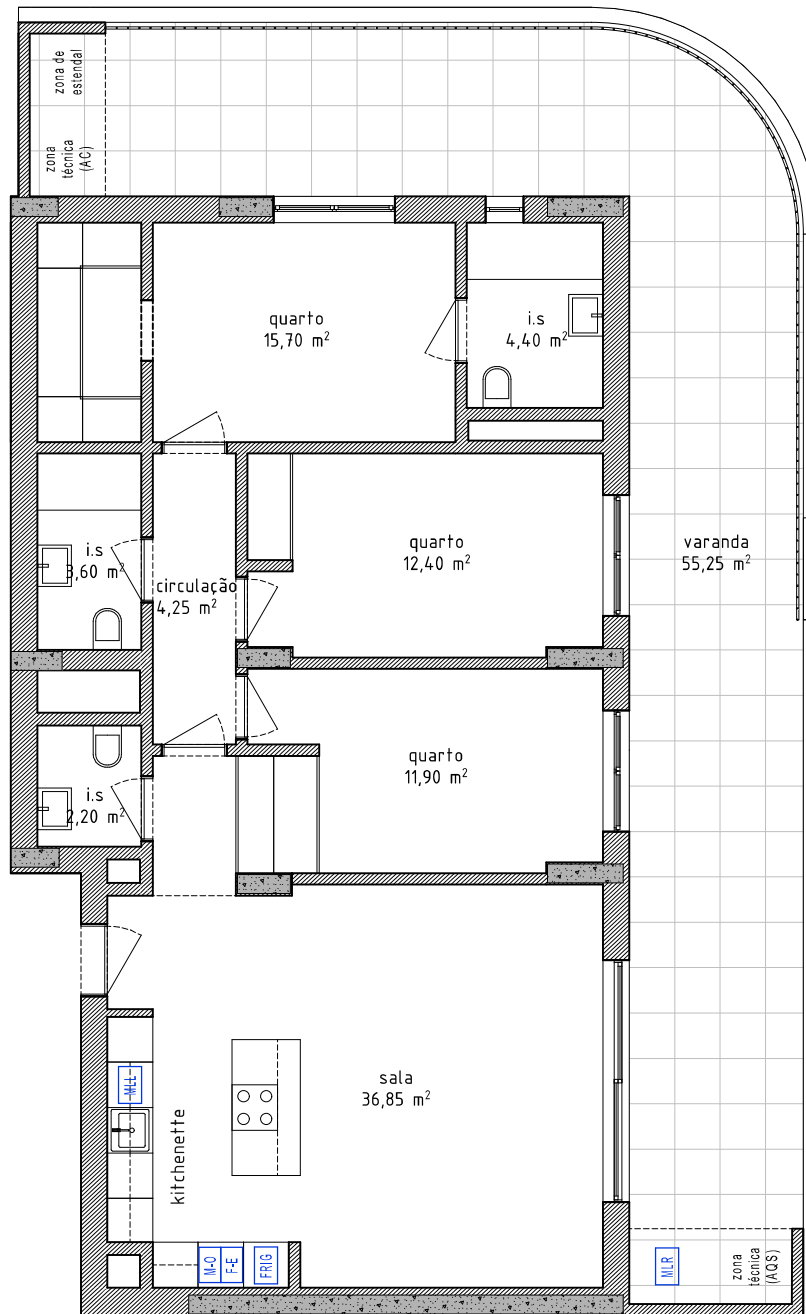 zona de
estendal
zona
técnica
(AC)
quarto
15,70 m²
i.s
4,40 m²
i.s
3,60 m²
circulação
4,25 m²
quarto
12,40 m²
varanda
55,25 m²
quarto
11,90 m²
i.s
2,20 m²
sala
36,85 m²
MLL
kitchenette
M-O
F-E
FRIG
MLR
zona
técnica
(AQS)